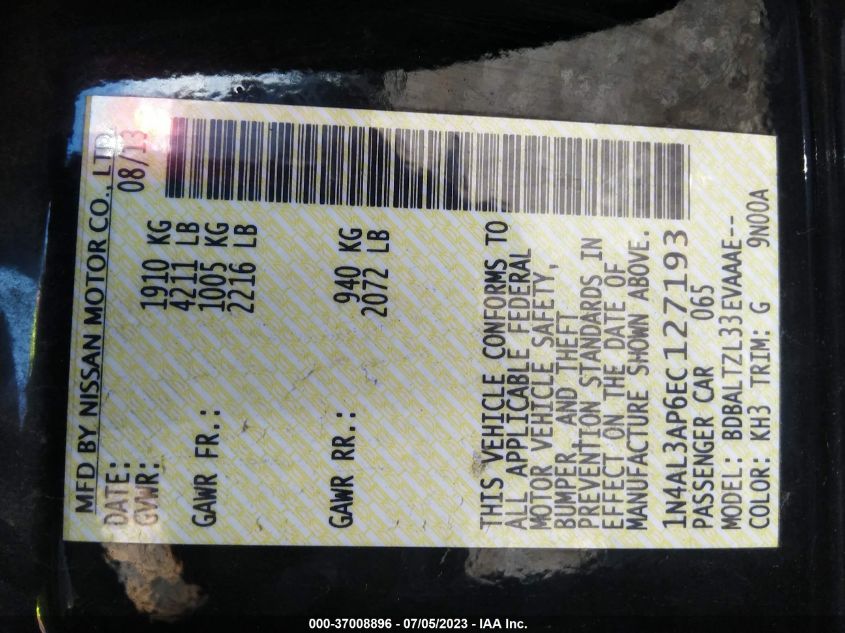 MFD BY NISSAN MOTOR CO., LTD.
DATE: 08/13
GVWR: 1910 KG
4211 LB
GAWR FR.: 1005 KG
2216 LB
GAWR RR.: 940 KG
2072 LB
THIS VEHICLE CONFORMS TO
ALL APPLICABLE FEDERAL
MOTOR VEHICLE SAFETY,
BUMPER, AND THEFT
PREVENTION STANDARDS IN
EFFECT ON THE DATE OF
MANUFACTURE SHOWN ABOVE.
1N4AL3AP6EC127193
PASSENGER CAR 065
MODEL: BDBALTZL33EVAAAE--
COLOR: KH3 TRIM: G 9N00A
000-37008896 - 07/05/2023 - IAA Inc.